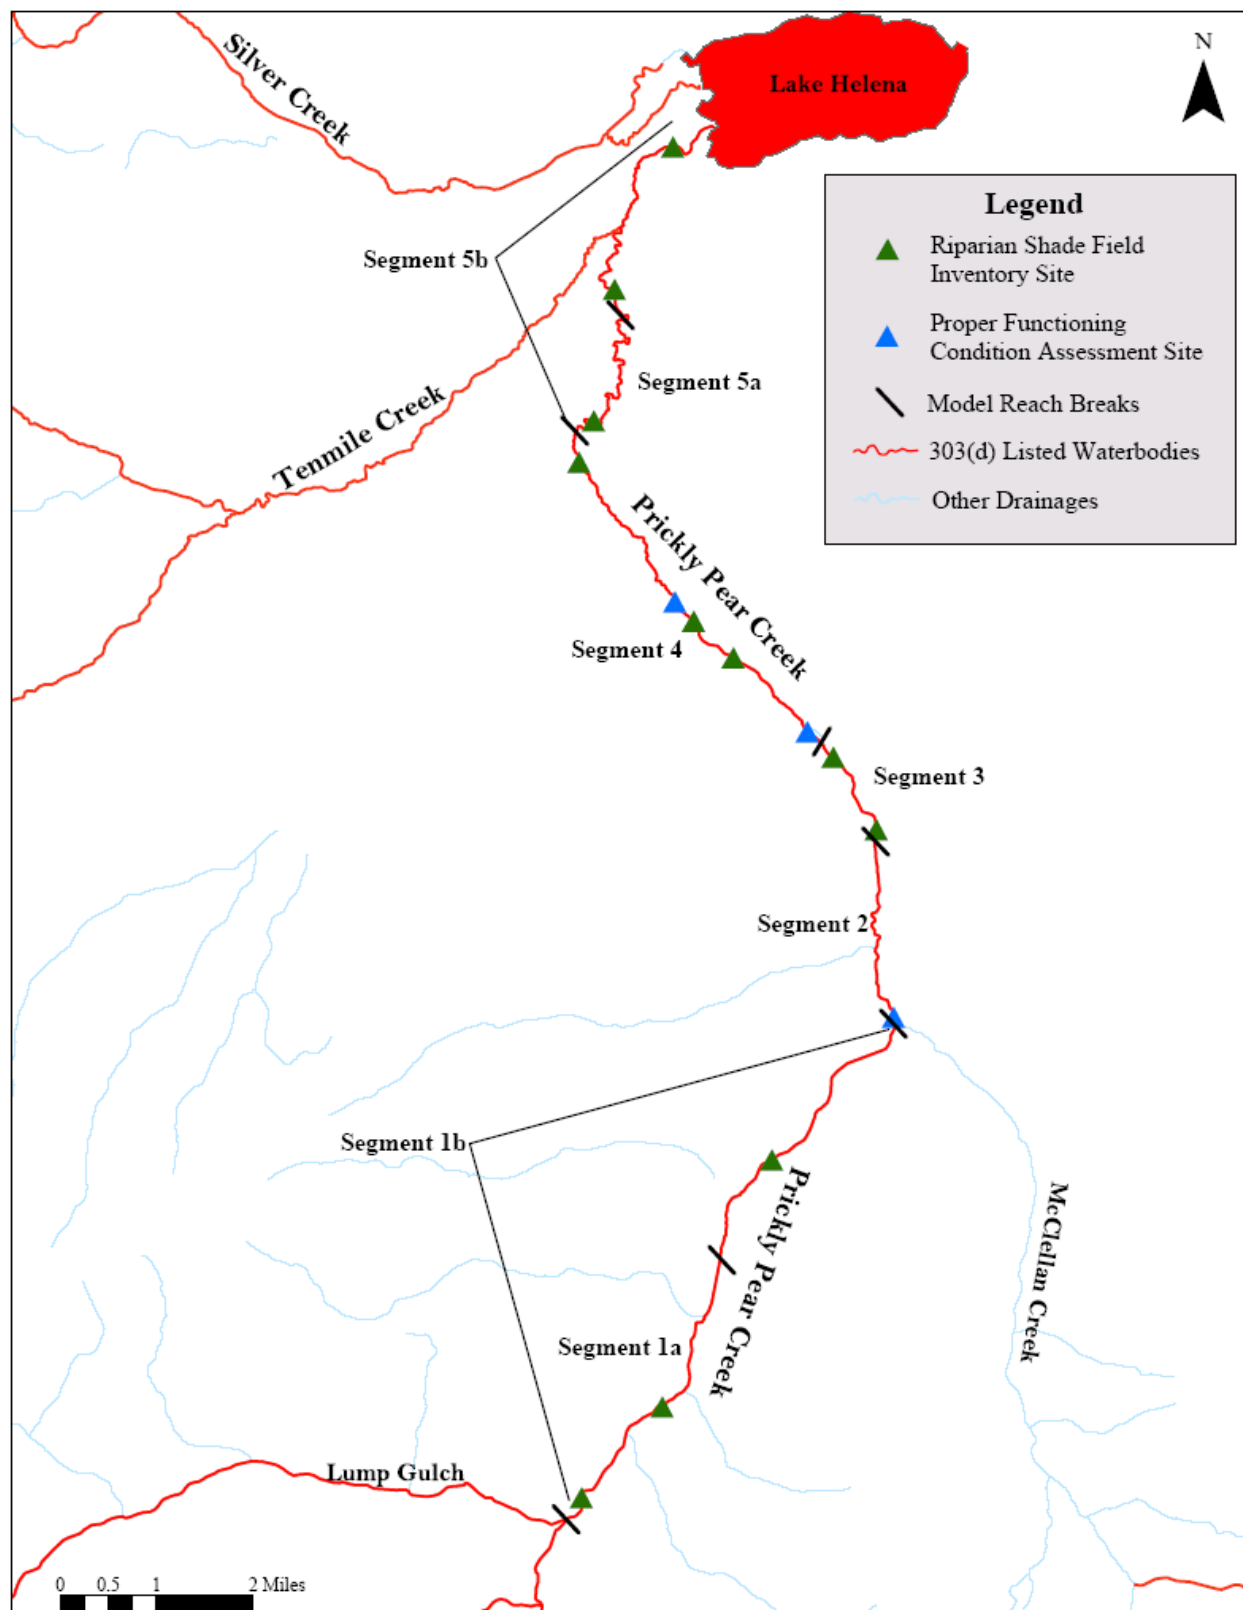 Silver Creek
Lake Helena
N
Legend
Riparian Shade Field
Inventory Site
Proper Functioning
Condition Assessment Site
Model Reach Breaks
303(d) Listed Waterbodies
Other Drainages
Segment 5b
Segment 5a
Tenmile Creek
Prickly Pear Creek
Segment 4
Segment 3
Segment 2
Segment 1b
Prickly Pear Creek
McClellan Creek
Segment 1a
Lump Gulch
0 0.5 1 2 Miles